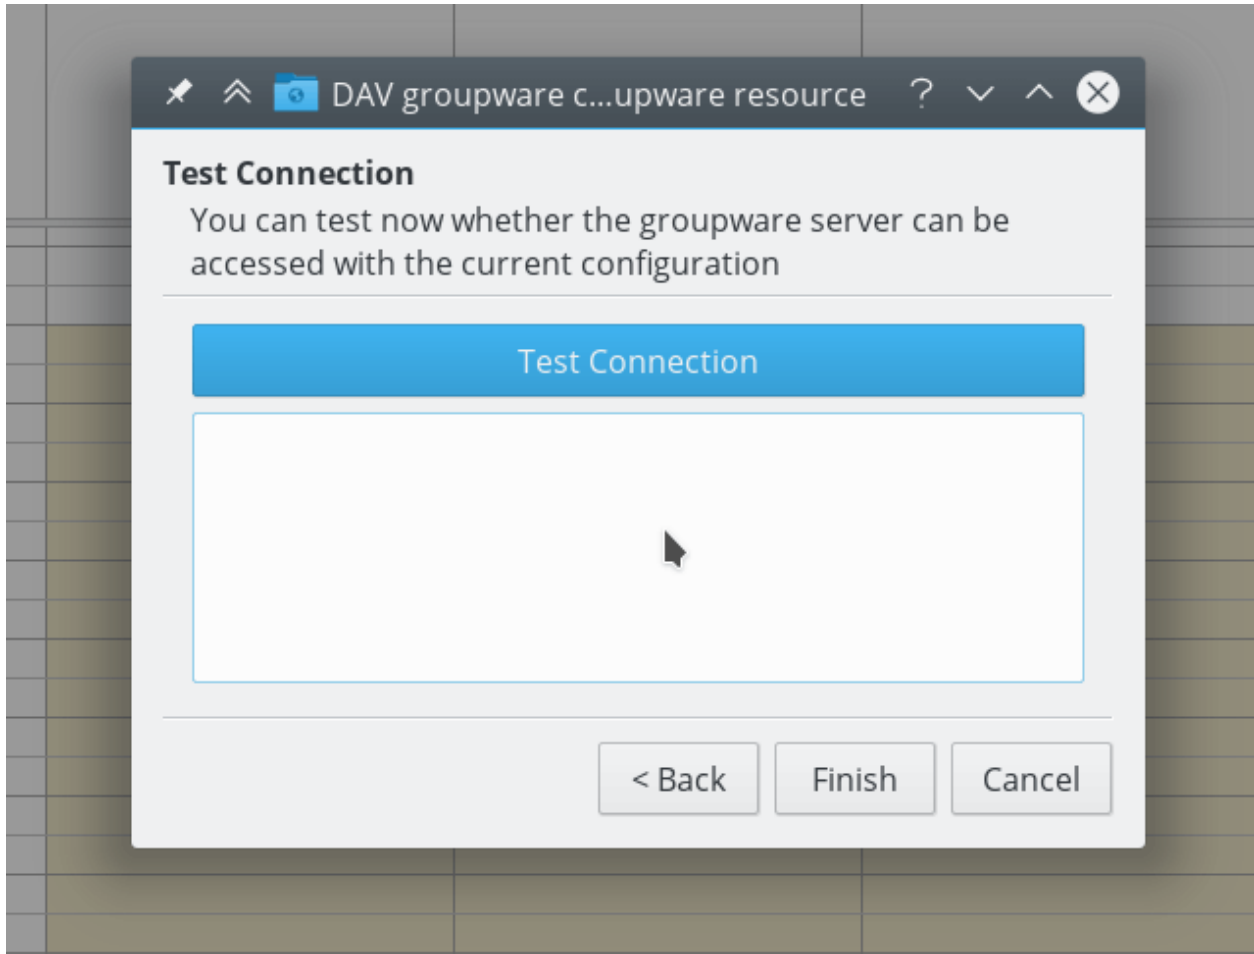 DAV groupware c...upware resource ?
Test Connection
You can test now whether the groupware server can be
accessed with the current configuration
Test Connection
< Back Finish Cancel